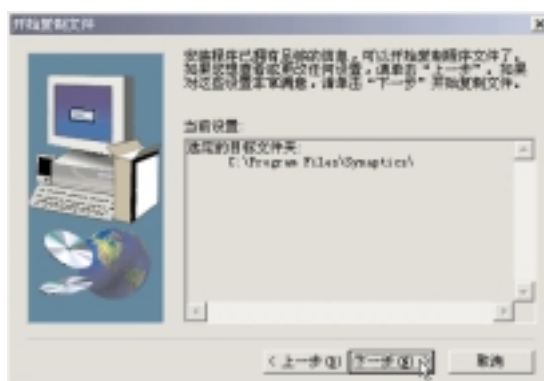 开始复制文件
安装程序已拥有足够的信息，可以开始复制程序文件了。
如果您想查看或更改任何设置，请单击“上一步”。如果
对这些设置非常满意，请单击“下一步”开始复制文件。
当前设置:
选定的目标文件夹:
C:\Program Files\Synaptics\
< 上一步(B)
下一步(N) >
取消